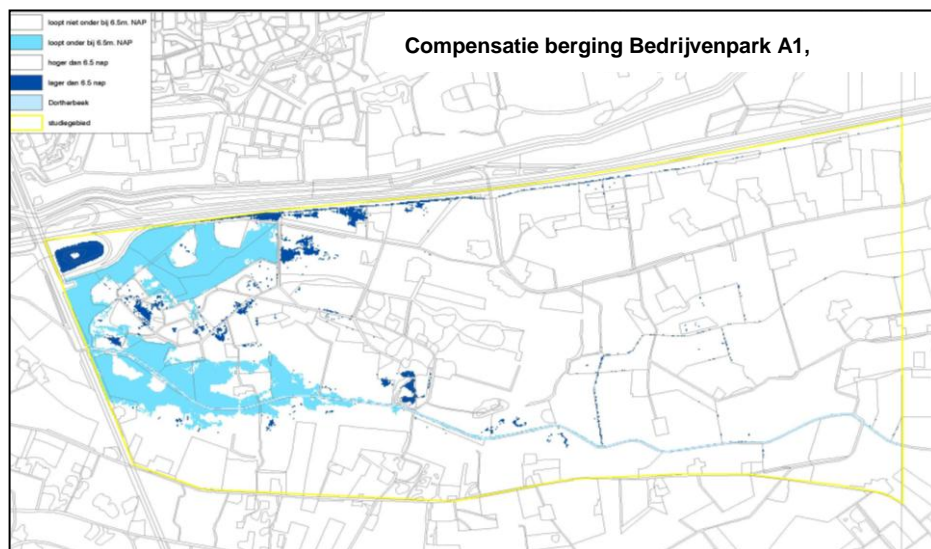 Compensatie berging Bedrijvenpark A1,
loopt niet onder bij 6.5m. NAP
loopt onder bij 6.5m. NAP
hoger dan 6.5 nap
lager dan 6.5 nap
Dortherbeek
studiegebied